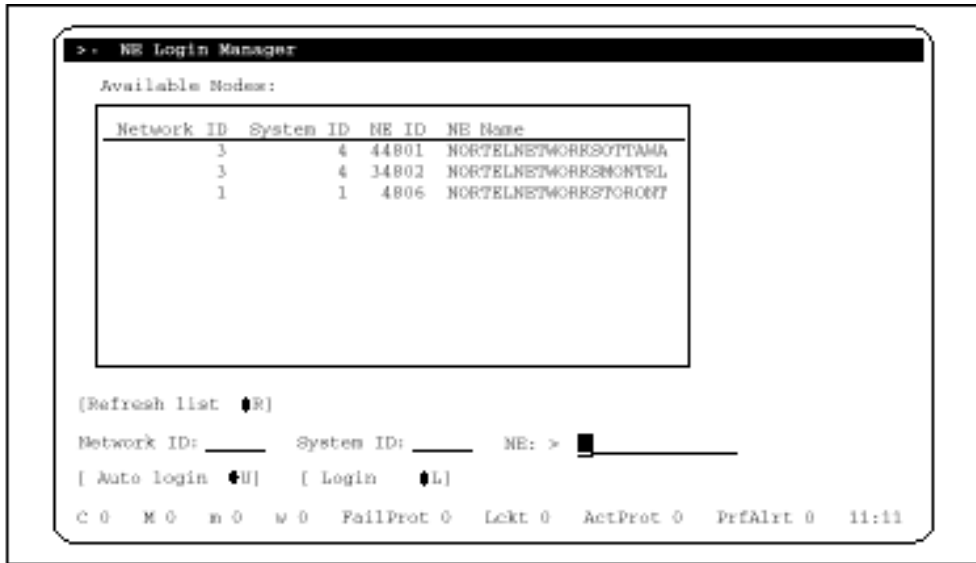 >- NE Login Manager
Available Nodes:
Network ID System ID NE ID NE Name
3 4 44801 NORTELNETWORKSOTTAWA
3 4 34802 NORTELNETWORKSMONTRL
1 1 4806 NORTELNETWORKSTORONT
[Refresh list ♦R]
Network ID: System ID: NE: >
[ Auto login ♦U] [ Login ♦L]
C 0 M 0 m 0 w 0 FailProt 0 Lckt 0 ActProt 0 PrfAlrt 0 11:11